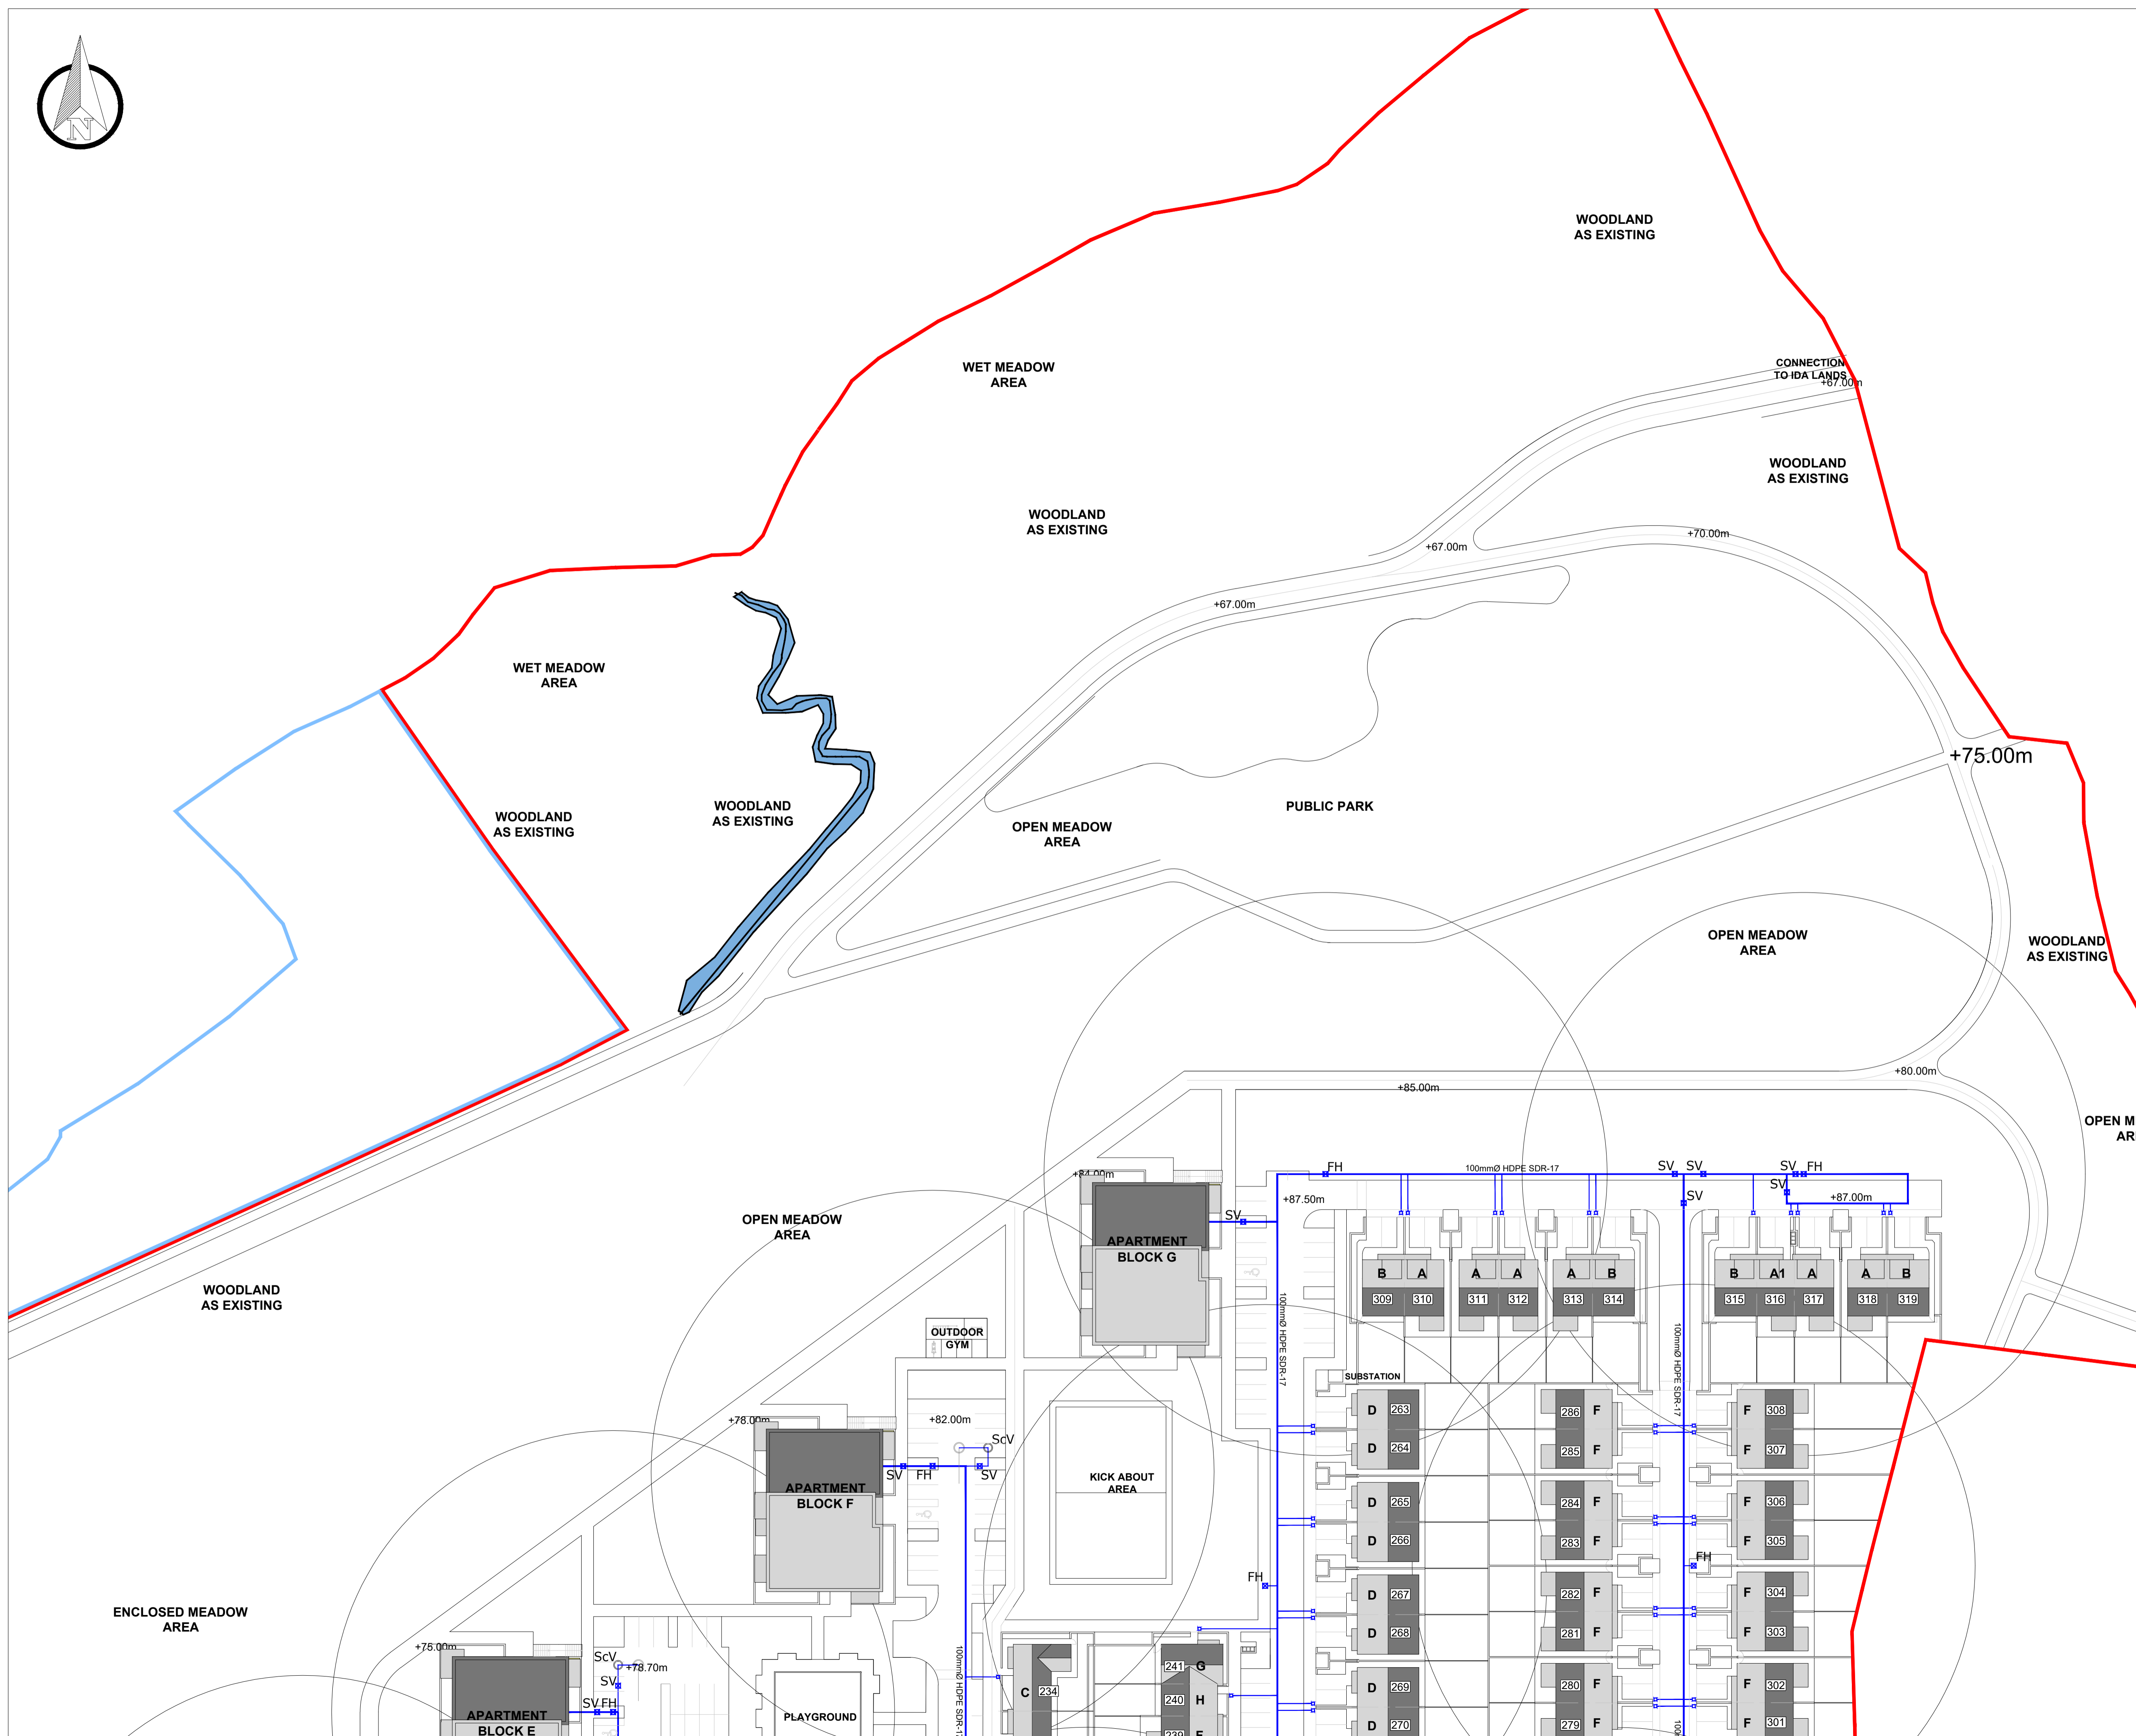 N
WOODLAND
AS EXISTING
CONNECTION
TO IDA LANDS
+67.00m
WET MEADOW
AREA
WOODLAND
AS EXISTING
WOODLAND
AS EXISTING
+70.00m
+67.00m
+67.00m
WET MEADOW
AREA
+75.00m
WOODLAND
AS EXISTING
WOODLAND
AS EXISTING
OPEN MEADOW
AREA
PUBLIC PARK
OPEN MEADOW
AREA
WOODLAND
AS EXISTING
+80.00m
+85.00m
OPEN M
AR
+84.00m
FH
100mmØ HDPE SDR-17
SV
SV
SV
FH
SV
SV
+87.00m
+87.50m
SV
OPEN MEADOW
AREA
APARTMENT
BLOCK G
B
A
A
A
A
B
B
A1
A
A
B
309
310
311
312
313
314
315
316
317
318
319
WOODLAND
AS EXISTING
OUTDOOR
GYM
100mmØ HDPE SDR-17
100mmØ HDPE SDR-17
SUBSTATION
D
263
D
264
286
F
285
F
F
308
F
307
+78.00m
+82.00m
ScV
SV
FH
SV
APARTMENT
BLOCK F
KICK ABOUT
AREA
D
265
D
266
284
F
283
F
F
306
F
305
FH
FH
D
267
D
268
282
F
281
F
F
304
F
303
ENCLOSED MEADOW
AREA
+75.00m
ScV
+78.70m
SV
SV
FH
APARTMENT
BLOCK E
PLAYGROUND
100mmØ HDPE SDR-17
C
234
241
G
240
H
239
D
269
D
270
280
F
279
F
F
302
F
301